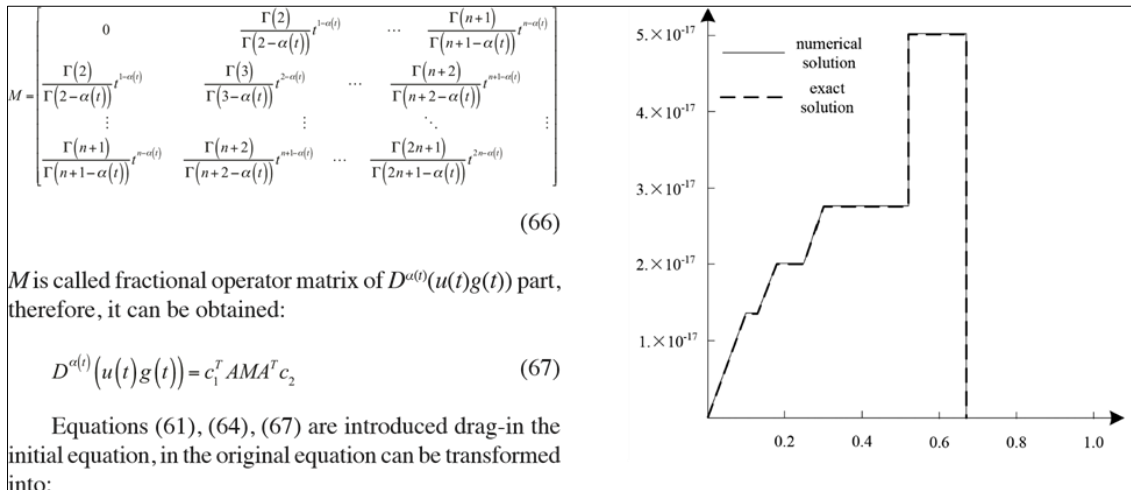 M = [ 0 Γ(2)/Γ(2−α(t)) t^{1−α(t)} ⋯ Γ(n+1)/Γ(n+1−α(t)) t^{n−α(t)}
Γ(2)/Γ(2−α(t)) t^{1−α(t)} Γ(3)/Γ(3−α(t)) t^{2−α(t)} ⋯ Γ(n+2)/Γ(n+2−α(t)) t^{n+1−α(t)}
⋮ ⋮ ⋱ ⋮
Γ(n+1)/Γ(n+1−α(t)) t^{n−α(t)} Γ(n+2)/Γ(n+2−α(t)) t^{n+1−α(t)} ⋯ Γ(2n+1)/Γ(2n+1−α(t)) t^{2n−α(t)} ]
(66)
M is called fractional operator matrix of D^{α(t)}(u(t)g(t)) part,
therefore, it can be obtained:
D^{α(t)}(u(t)g(t)) = c_1^T AMA^T c_2 (67)
Equations (61), (64), (67) are introduced drag-in the
initial equation, in the original equation can be transformed
into:
5.×10^{-17}
numerical
solution
exact
solution
4.×10^{-17}
3.×10^{-17}
2.×10^{-17}
1.×10^{-17}
0.2 0.4 0.6 0.8 1.0